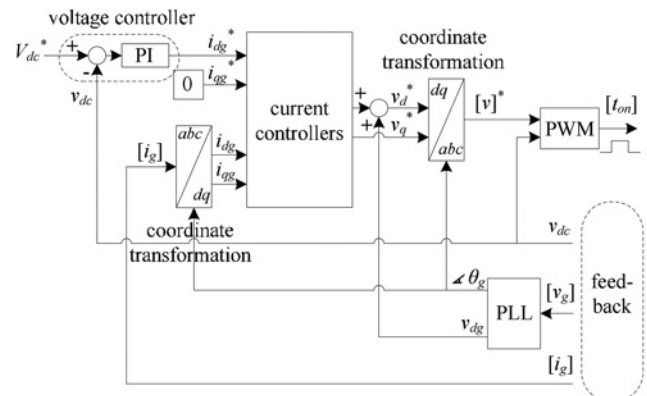 voltage controller
V_dc^*
+
-
PI
i_dg^*
v_dc
0
i_qg^*
current
controllers
+
+
v_d^*
v_q^*
coordinate
transformation
dq
abc
[v]^*
PWM
[t_on]
[i_g]
abc
dq
i_dg
i_qg
coordinate
transformation
v_dc
feed-
back
∡ θ_g
PLL
[v_g]
v_dg
[i_g]